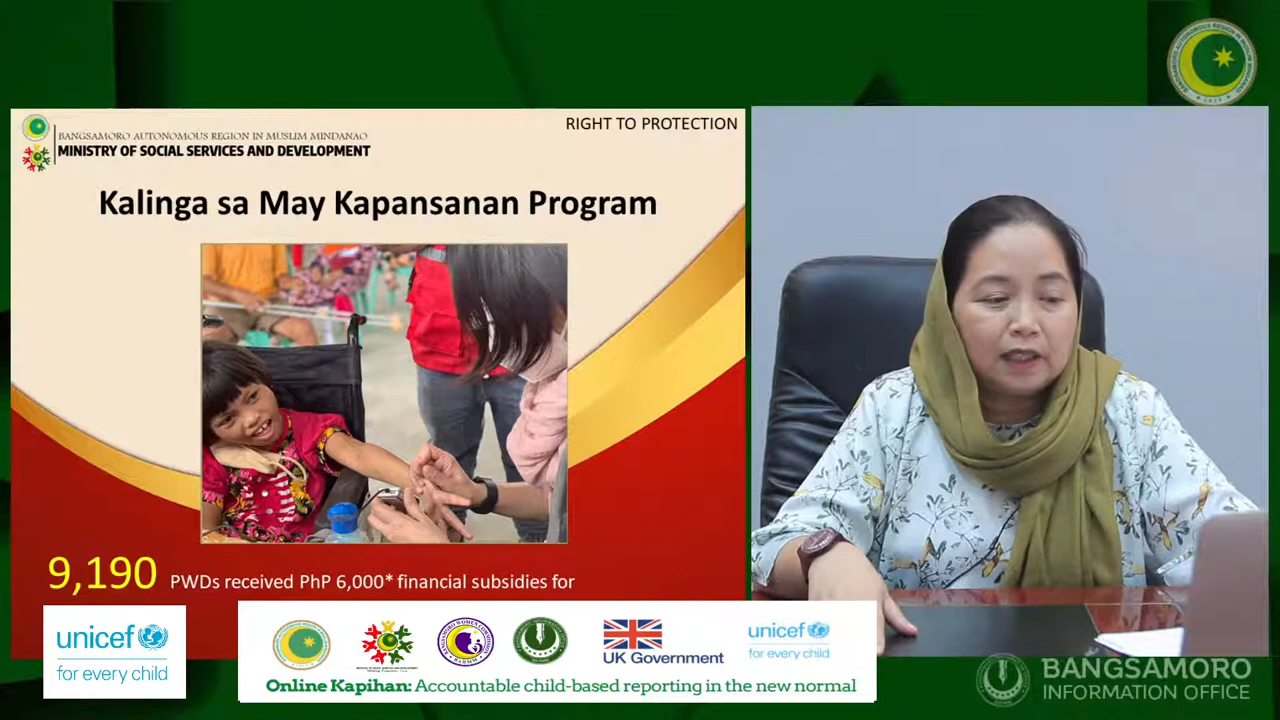 BANGSAMORO AUTONOMOUS REGION IN MUSLIM MINDANAO
MINISTRY OF SOCIAL SERVICES AND DEVELOPMENT
RIGHT TO PROTECTION
Kalinga sa May Kapansanan Program
9,190 PWDs received PhP 6,000* financial subsidies for
unicef
for every child
UK Government
unicef
for every child
Online Kapihan: Accountable child-based reporting in the new normal
BANGSAMORO
INFORMATION OFFICE